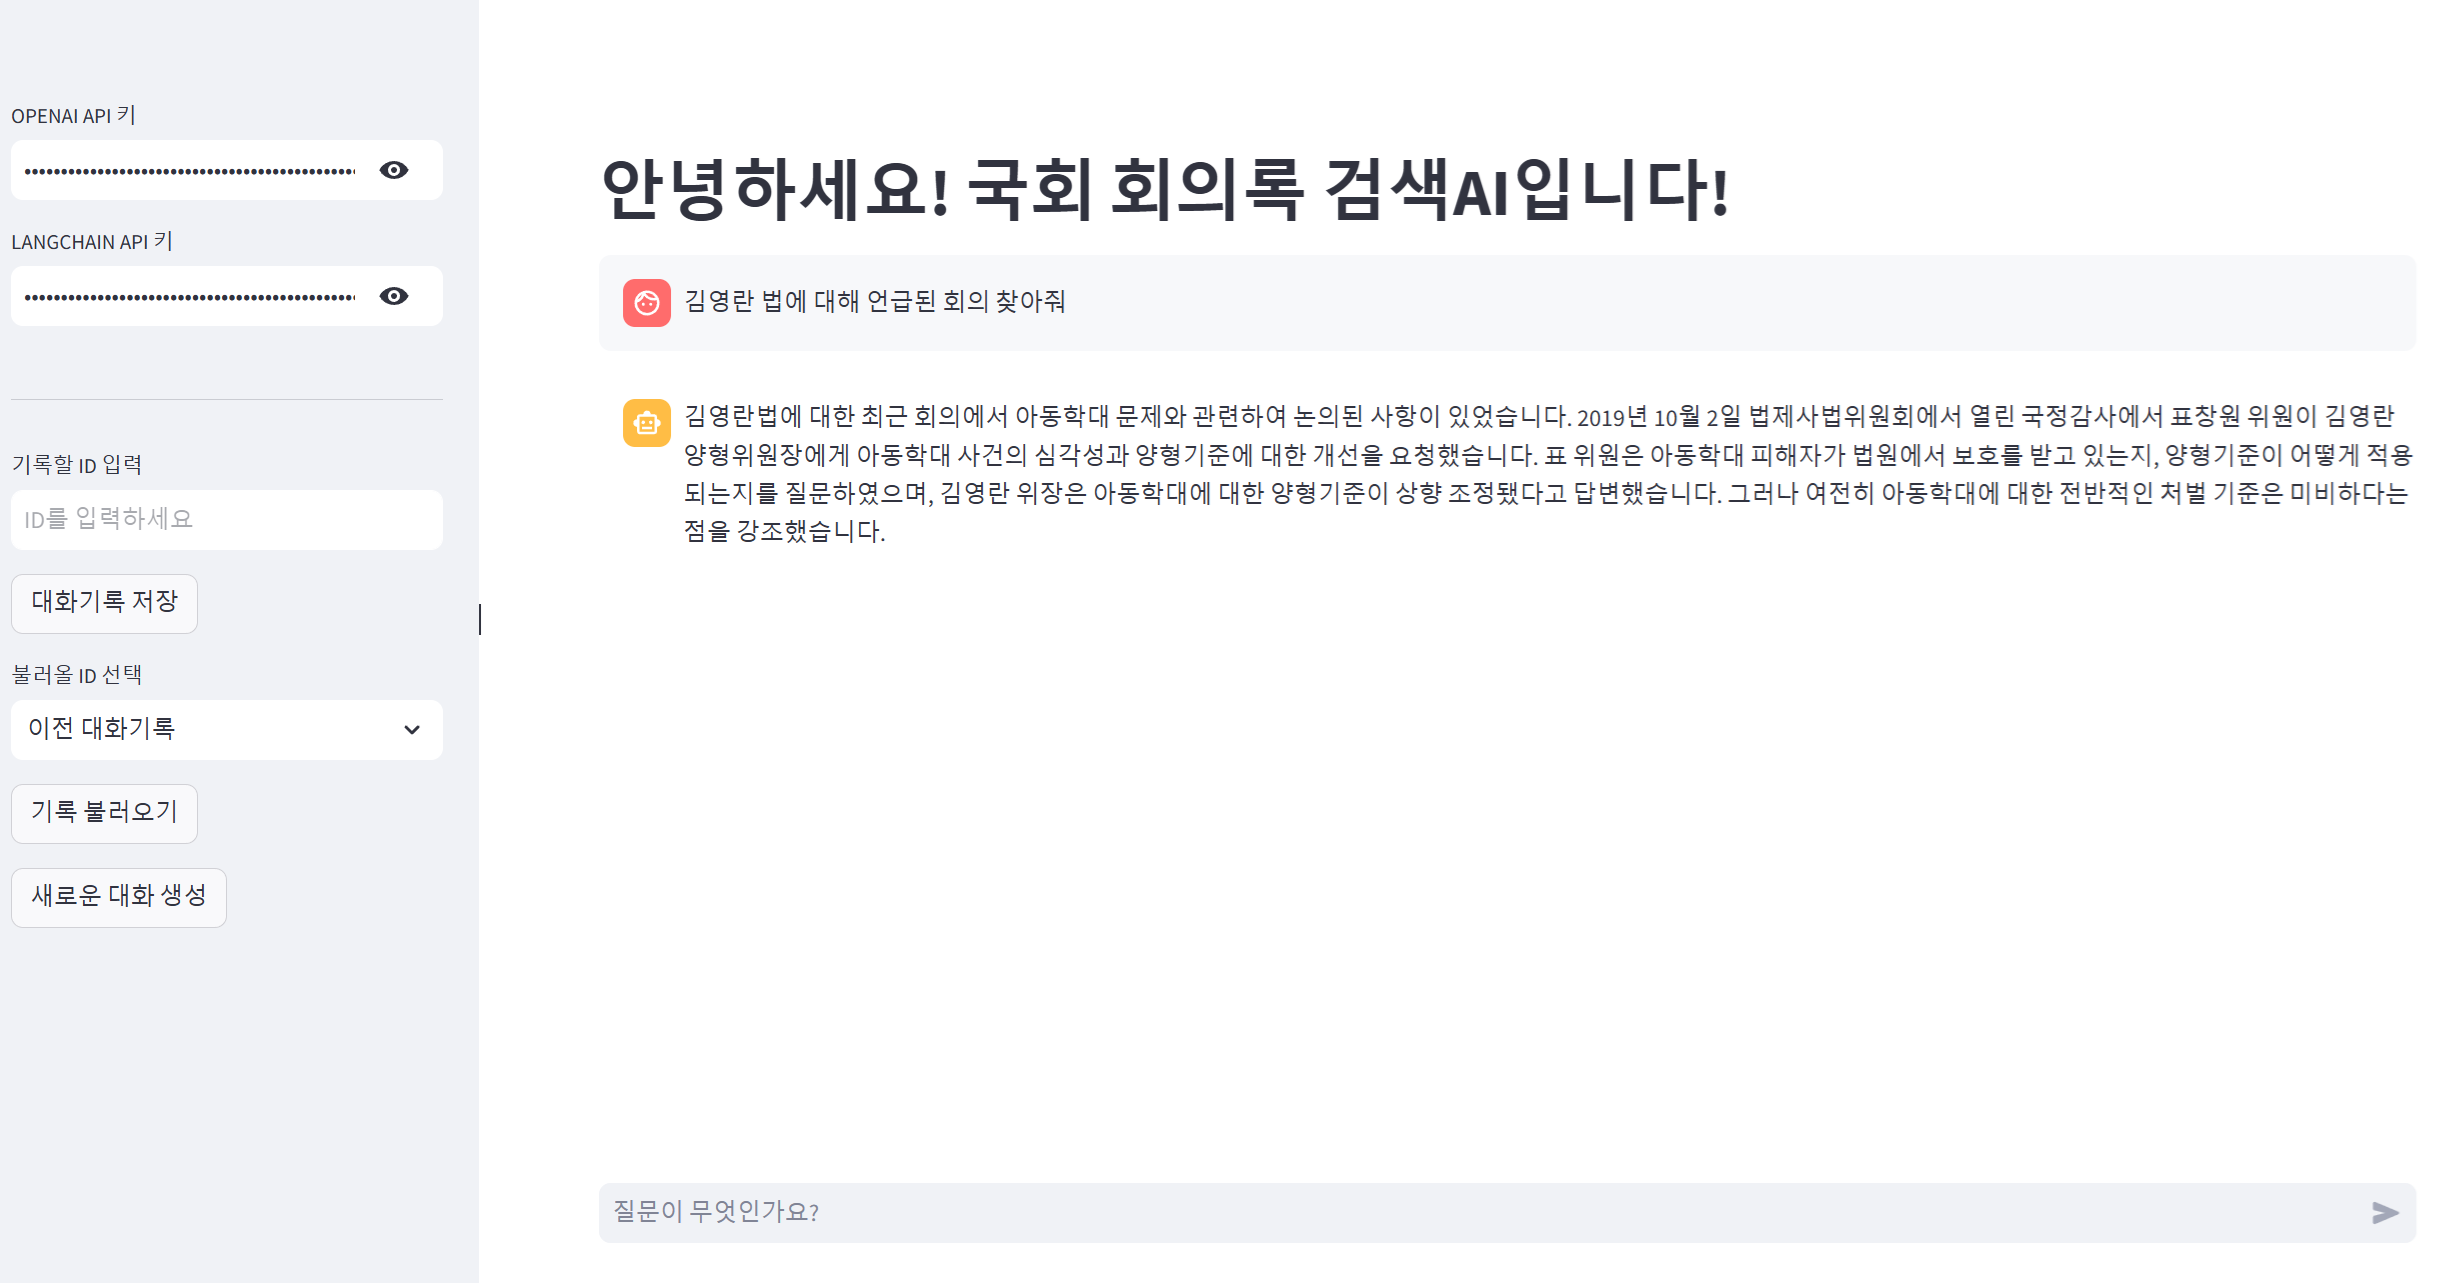 OPENAI API 키
LANGCHAIN API 키
기록할 ID 입력
ID를 입력하세요
대화기록 저장
불러올 ID 선택
이전 대화기록
기록 불러오기
새로운 대화 생성
안녕하세요! 국회 회의록 검색AI입니다!
김영란 법에 대해 언급된 회의 찾아줘
김영란법에 대한 최근 회의에서 아동학대 문제와 관련하여 논의된 사항이 있었습니다. 2019년 10월 2일 법제사법위원회에서 열린 국정감사에서 표창원 위원이 김영란
양형위원장에게 아동학대 사건의 심각성과 양형기준에 대한 개선을 요청했습니다. 표 위원은 아동학대 피해자가 법원에서 보호를 받고 있는지, 양형기준이 어떻게 적용
되는지를 질문하였으며, 김영란 위장은 아동학대에 대한 양형기준이 상향 조정됐다고 답변했습니다. 그러나 여전히 아동학대에 대한 전반적인 처벌 기준은 미비하다는
점을 강조했습니다.
질문이 무엇인가요?